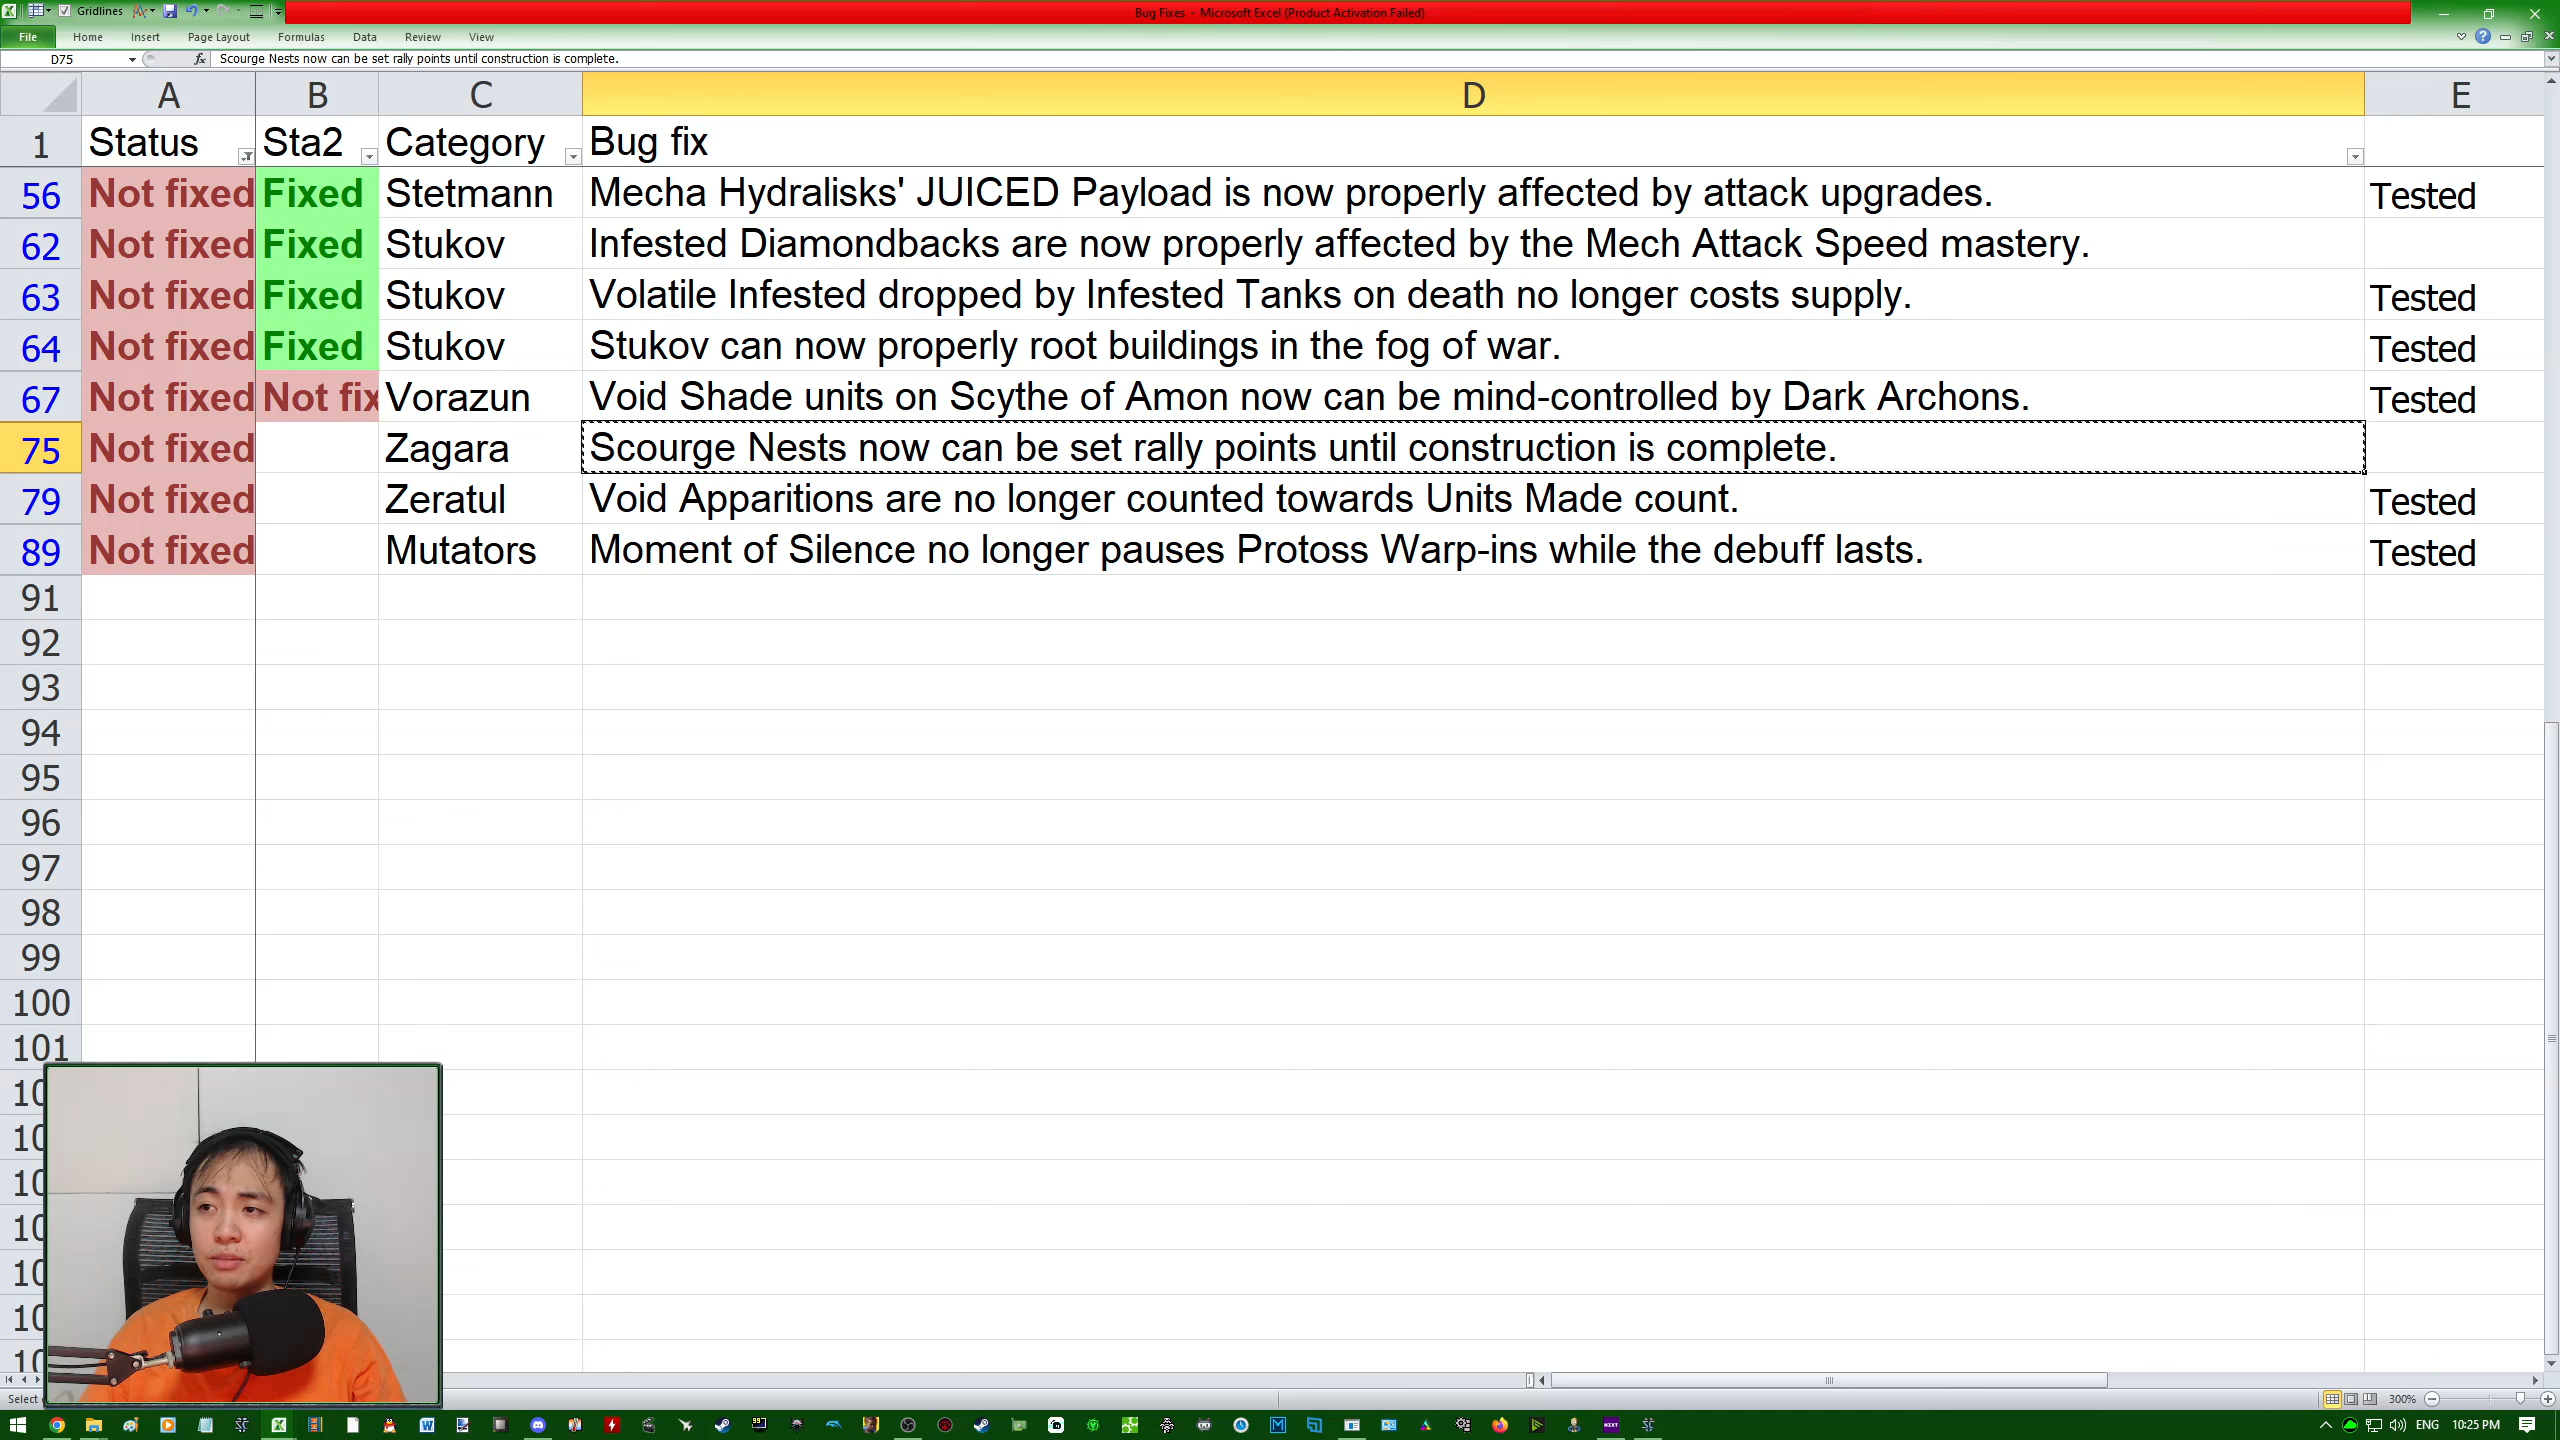 Gridlines
Bug Fixes - Microsoft Excel (Product Activation Failed)
File Home Insert Page Layout Formulas Data Review View
D75 fx Scourge Nests now can be set rally points until construction is complete.
A B C D E
1 Status Sta2 Category Bug fix
56 Not fixed Fixed Stetmann Mecha Hydralisks' JUICED Payload is now properly affected by attack upgrades. Tested
62 Not fixed Fixed Stukov Infested Diamondbacks are now properly affected by the Mech Attack Speed mastery.
63 Not fixed Fixed Stukov Volatile Infested dropped by Infested Tanks on death no longer costs supply. Tested
64 Not fixed Fixed Stukov Stukov can now properly root buildings in the fog of war. Tested
67 Not fixed Not fix Vorazun Void Shade units on Scythe of Amon now can be mind-controlled by Dark Archons. Tested
75 Not fixed Zagara Scourge Nests now can be set rally points until construction is complete.
79 Not fixed Zeratul Void Apparitions are no longer counted towards Units Made count. Tested
89 Not fixed Mutators Moment of Silence no longer pauses Protoss Warp-ins while the debuff lasts. Tested
91
92
93
94
95
96
97
98
99
100
101
10
10
10
10
10
10
10
Select
300%
ENG 10:25 PM